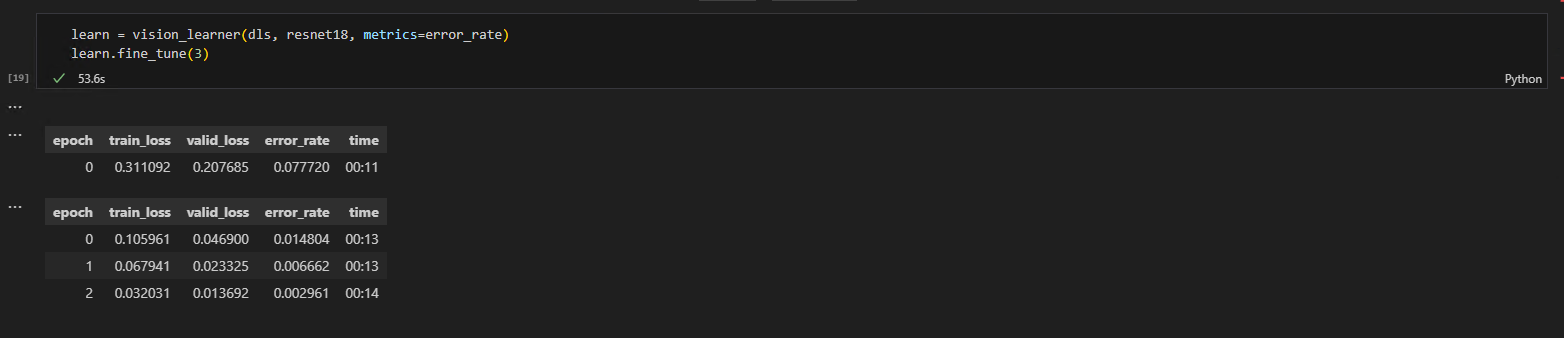 learn = vision_learner(dls, resnet18, metrics=error_rate)
learn.fine_tune(3)
[19] ✓ 53.6s Python
...
...
epoch train_loss valid_loss error_rate time
0 0.311092 0.207685 0.077720 00:11
...
epoch train_loss valid_loss error_rate time
0 0.105961 0.046900 0.014804 00:13
1 0.067941 0.023325 0.006662 00:13
2 0.032031 0.013692 0.002961 00:14